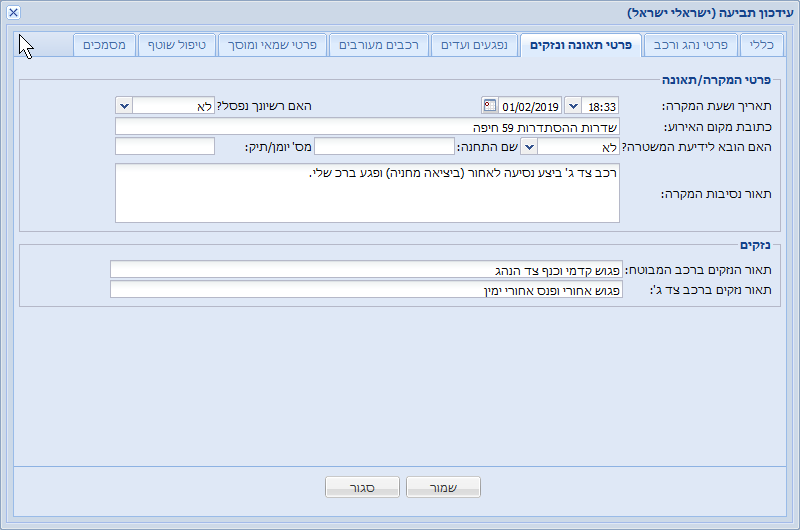 עידכון תביעה (ישראלי ישראל)
כללי פרטי נהג ורכב פרטי תאונה ונזקים נפגעים ועדים רכבים מעורבים פרטי שמאי ומוסך טיפול שוטף מסמכים
פרטי המקרה/תאונה
תאריך ושעת המקרה: 18:33 01/02/2019 האם רשיונך נפסל? לא
כתובת מקום האירוע: שדרות ההסתדרות 59 חיפה
האם הובא לידיעת המשטרה? לא שם התחנה: מס' יומן/תיק:
תאור נסיבות המקרה: רכב צד ג' ביצע נסיעה לאחור (ביציאה מחניה) ופגע ברכ שלי.
נזקים
תאור הנזקים ברכב המבוטח: פגוש קדמי וכנף צד הנהג
תאור נזקים ברכב צד ג': פגוש אחורי ופנס אחורי ימין
שמור סגור